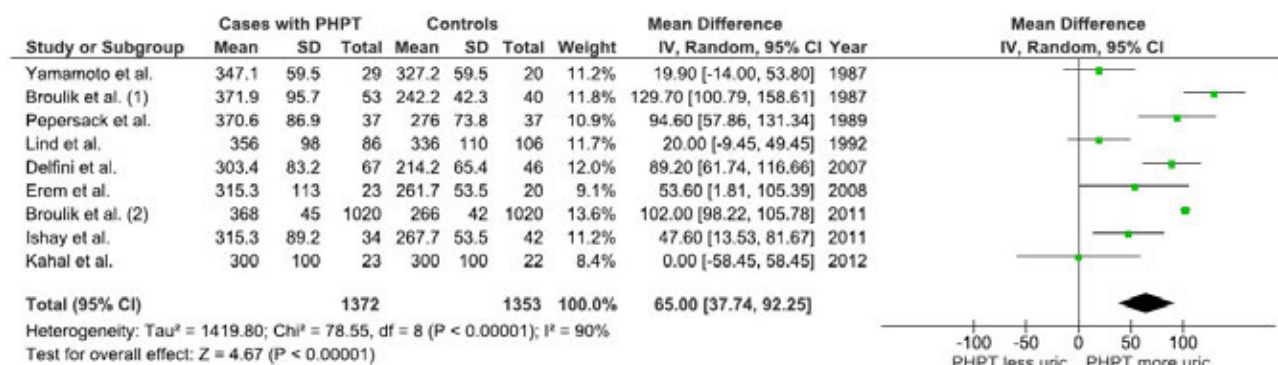 Cases with PHPT Controls Mean Difference Mean Difference
Study or Subgroup Mean SD Total Mean SD Total Weight IV, Random, 95% CI Year IV, Random, 95% CI
Yamamoto et al. 347.1 59.5 29 327.2 59.5 20 11.2% 19.90 [-14.00, 53.80] 1987
Broulik et al. (1) 371.9 95.7 53 242.2 42.3 40 11.8% 129.70 [100.79, 158.61] 1987
Pepersack et al. 370.6 86.9 37 276 73.8 37 10.9% 94.60 [57.86, 131.34] 1989
Lind et al. 356 98 86 336 110 106 11.7% 20.00 [-9.45, 49.45] 1992
Delfini et al. 303.4 83.2 67 214.2 65.4 46 12.0% 89.20 [61.74, 116.66] 2007
Erem et al. 315.3 113 23 261.7 53.5 20 9.1% 53.60 [1.81, 105.39] 2008
Broulik et al. (2) 368 45 1020 266 42 1020 13.6% 102.00 [98.22, 105.78] 2011
Ishay et al. 315.3 89.2 34 267.7 53.5 42 11.2% 47.60 [13.53, 81.67] 2011
Kahal et al. 300 100 23 300 100 22 8.4% 0.00 [-58.45, 58.45] 2012
Total (95% CI) 1372 1353 100.0% 65.00 [37.74, 92.25]
Heterogeneity: Tau² = 1419.80; Chi² = 78.55, df = 8 (P < 0.00001); I² = 90%
Test for overall effect: Z = 4.67 (P < 0.00001)
-100 -50 0 50 100
PHPT less uric PHPT more uric